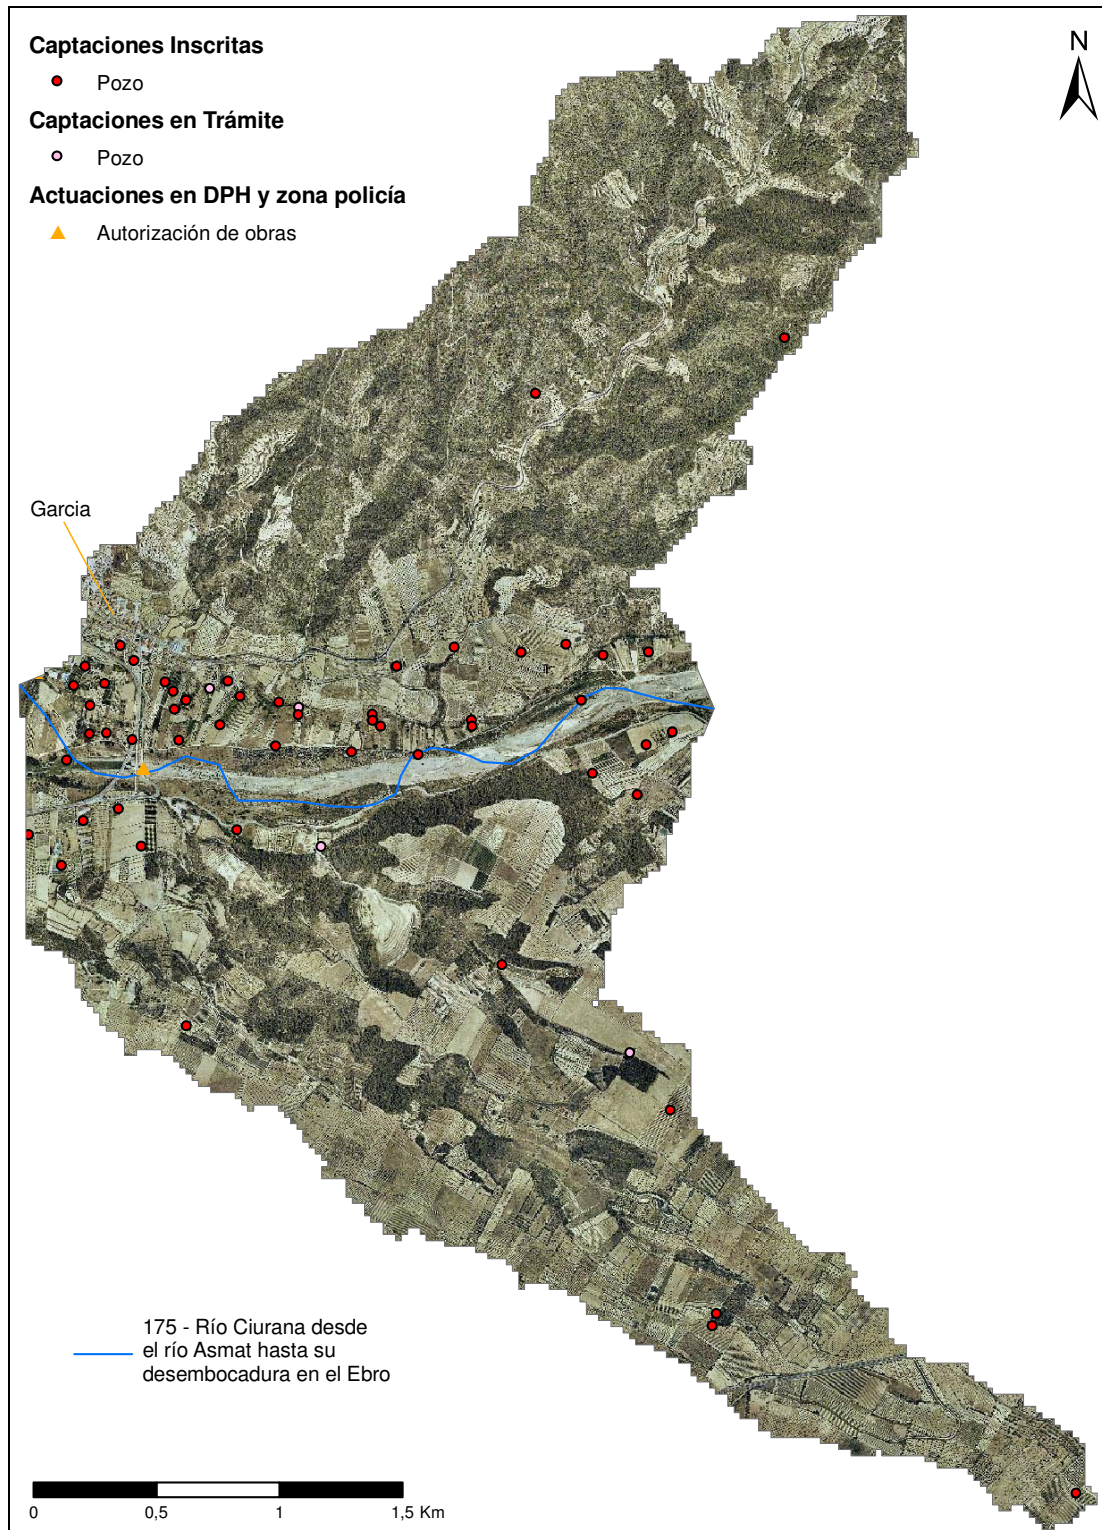 Captaciones Inscritas
Pozo
Captaciones en Trámite
Pozo
Actuaciones en DPH y zona policía
Autorización de obras
N
Garcia
175 - Río Ciurana desde
el río Asmat hasta su
desembocadura en el Ebro
0 0,5 1 1,5 Km